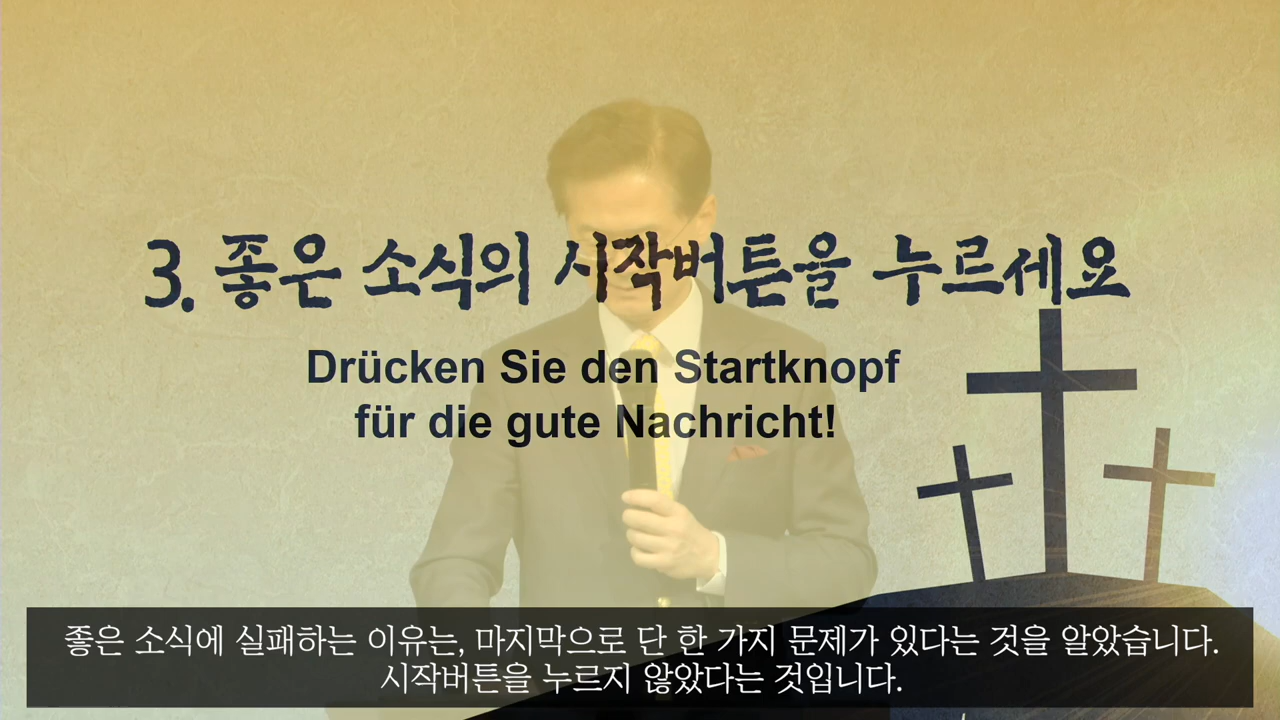 3. 좋은 소식의 시작버튼을 누르세요
Drücken Sie den Startknopf
für die gute Nachricht!
좋은 소식에 실패하는 이유는, 마지막으로 단 한 가지 문제가 있다는 것을 알았습니다.
시작버튼을 누르지 않았다는 것입니다.